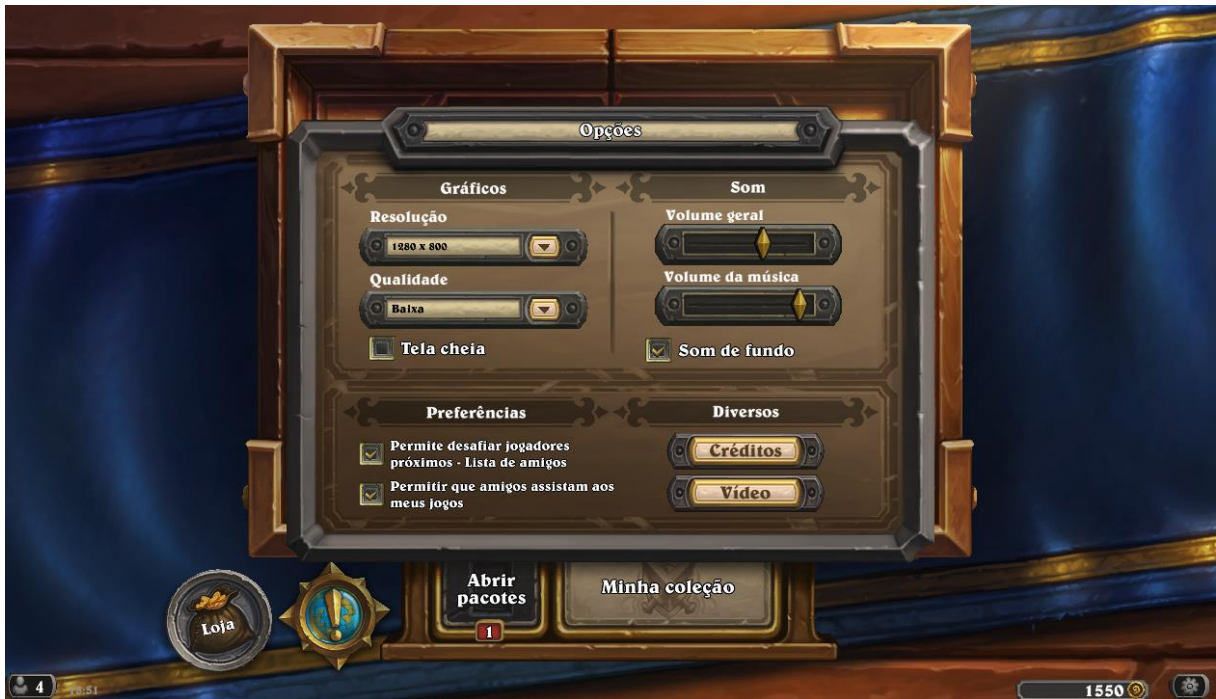 Opções
Gráficos
Resolução
1280 x 800
Qualidade
Baixa
Tela cheia
Som
Volume geral
Volume da música
Som de fundo
Preferências
Permite desafiar jogadores
próximos - Lista de amigos
Permitir que amigos assistam aos
meus jogos
Diversos
Créditos
Vídeo
Loja
Abrir
pacotes
1
Minha coleção
4
1550